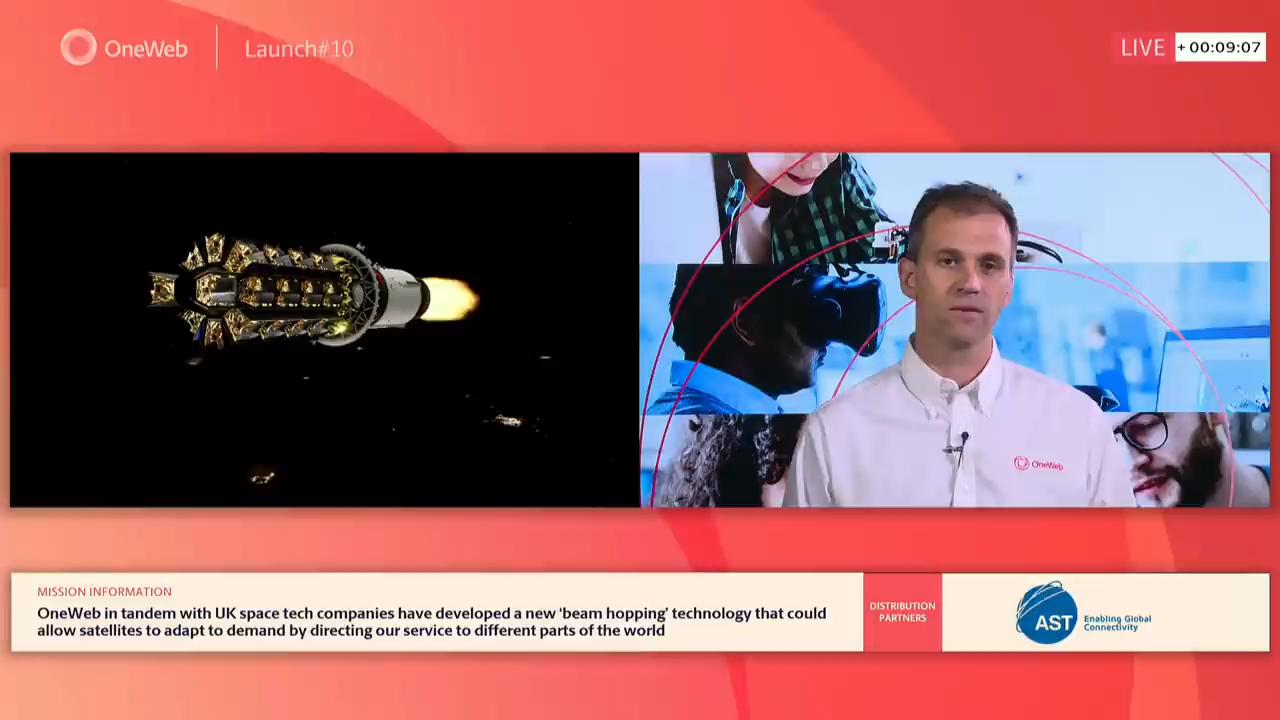 OneWeb
Launch#10
LIVE
+ 00:09:07
OneWeb
MISSION INFORMATION
OneWeb in tandem with UK space tech companies have developed a new ‘beam hopping’ technology that could
allow satellites to adapt to demand by directing our service to different parts of the world
DISTRIBUTION
PARTNERS
AST
Enabling Global
Connectivity